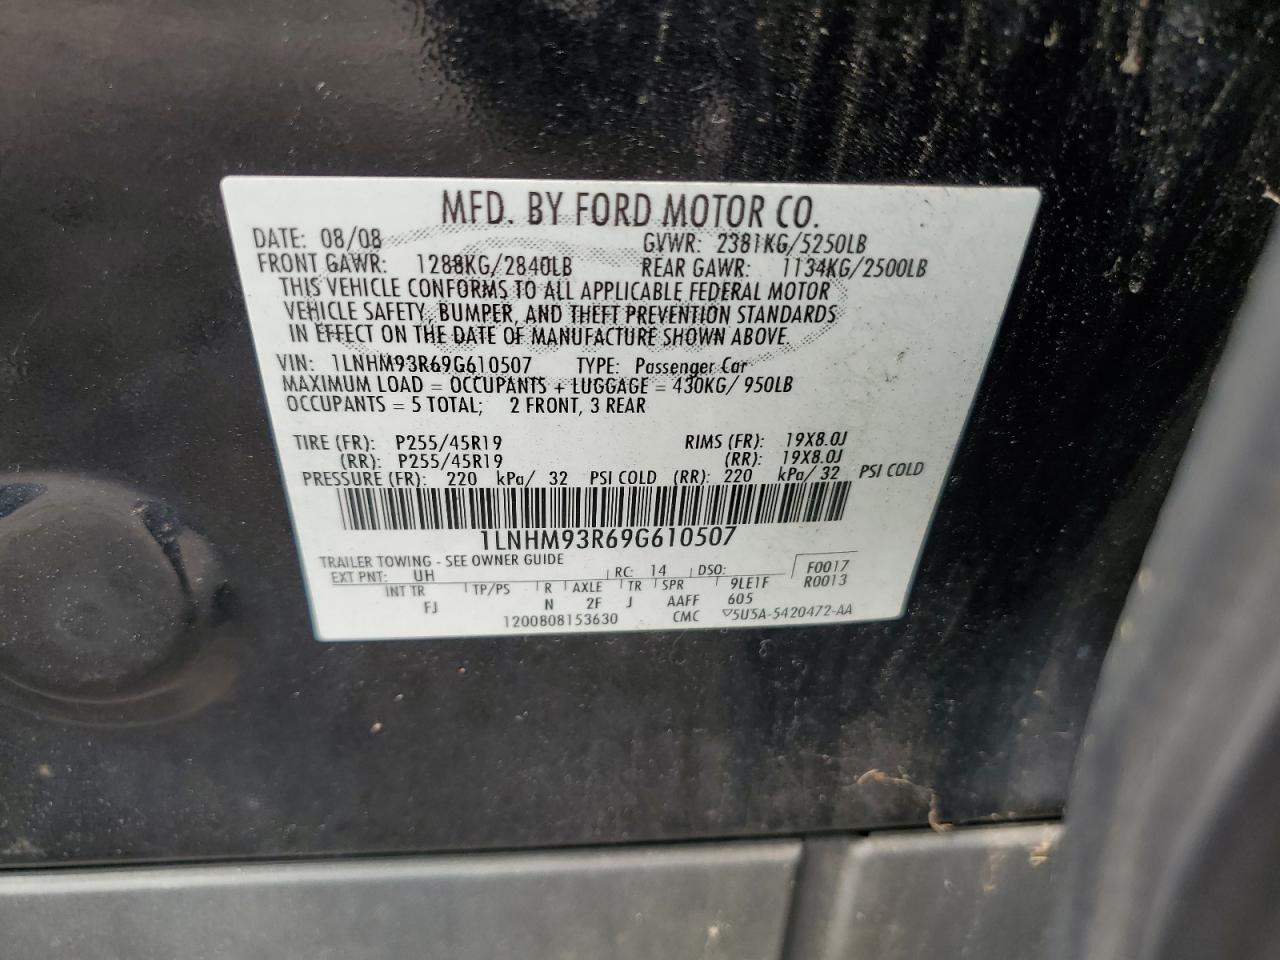 MFD. BY FORD MOTOR CO.
DATE: 08/08 GVWR: 2381KG/5250LB
FRONT GAWR: 1288KG/2840LB REAR GAWR: 1134KG/2500LB
THIS VEHICLE CONFORMS TO ALL APPLICABLE FEDERAL MOTOR
VEHICLE SAFETY, BUMPER, AND THEFT PREVENTION STANDARDS
IN EFFECT ON THE DATE OF MANUFACTURE SHOWN ABOVE.
VIN: 1LNHM93R69G610507 TYPE: Passenger Car
MAXIMUM LOAD = OCCUPANTS + LUGGAGE = 430KG/ 950LB
OCCUPANTS = 5 TOTAL; 2 FRONT, 3 REAR
TIRE (FR): P255/45R19 RIMS (FR): 19X8.0J
(RR): P255/45R19 (RR): 19X8.0J
PRESSURE (FR): 220 kPa/ 32 PSI COLD (RR): 220 kPa/ 32 PSI COLD
1LNHM93R69G610507
TRAILER TOWING - SEE OWNER GUIDE
EXT PNT: UH RC: 14 DSO: F0017
R0013
INT TR TP/PS R AXLE TR SPR 9LE1F
FJ N 2F J AAFF 605
1200808153630 CMC ▽5U5A-5420472-AA